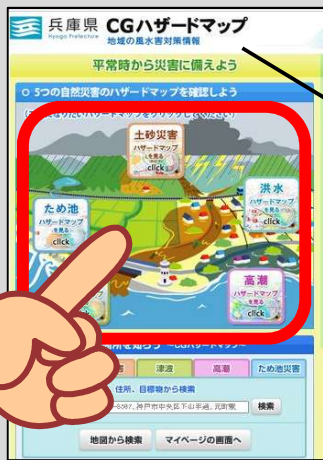 兵庫県 CGハザードマップ
Hyogo Prefecture 地域の風水害対策情報
平常時から災害に備えよう
5つの自然災害のハザードマップを確認しよう
土砂災害
ハザードマップ
を見る
click
ため池
ハザードマップ
を見る
click
洪水
ハザードマップ
を見る
click
高潮
ハザードマップ
を見る
click
津波
高潮
ため池災害
住所、目標物から検索
検索
地図から検索
マイページの画面へ